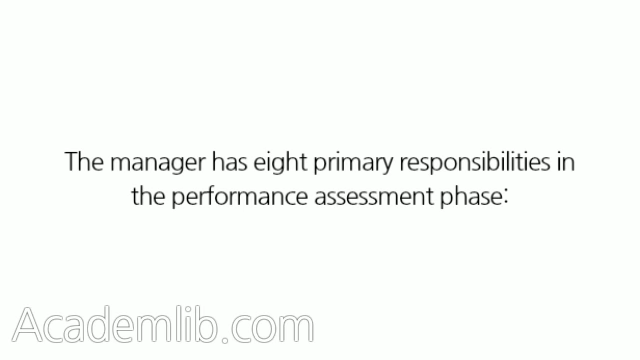 The manager has eight primary responsibilities in
the performance assessment phase:
Academlib.com